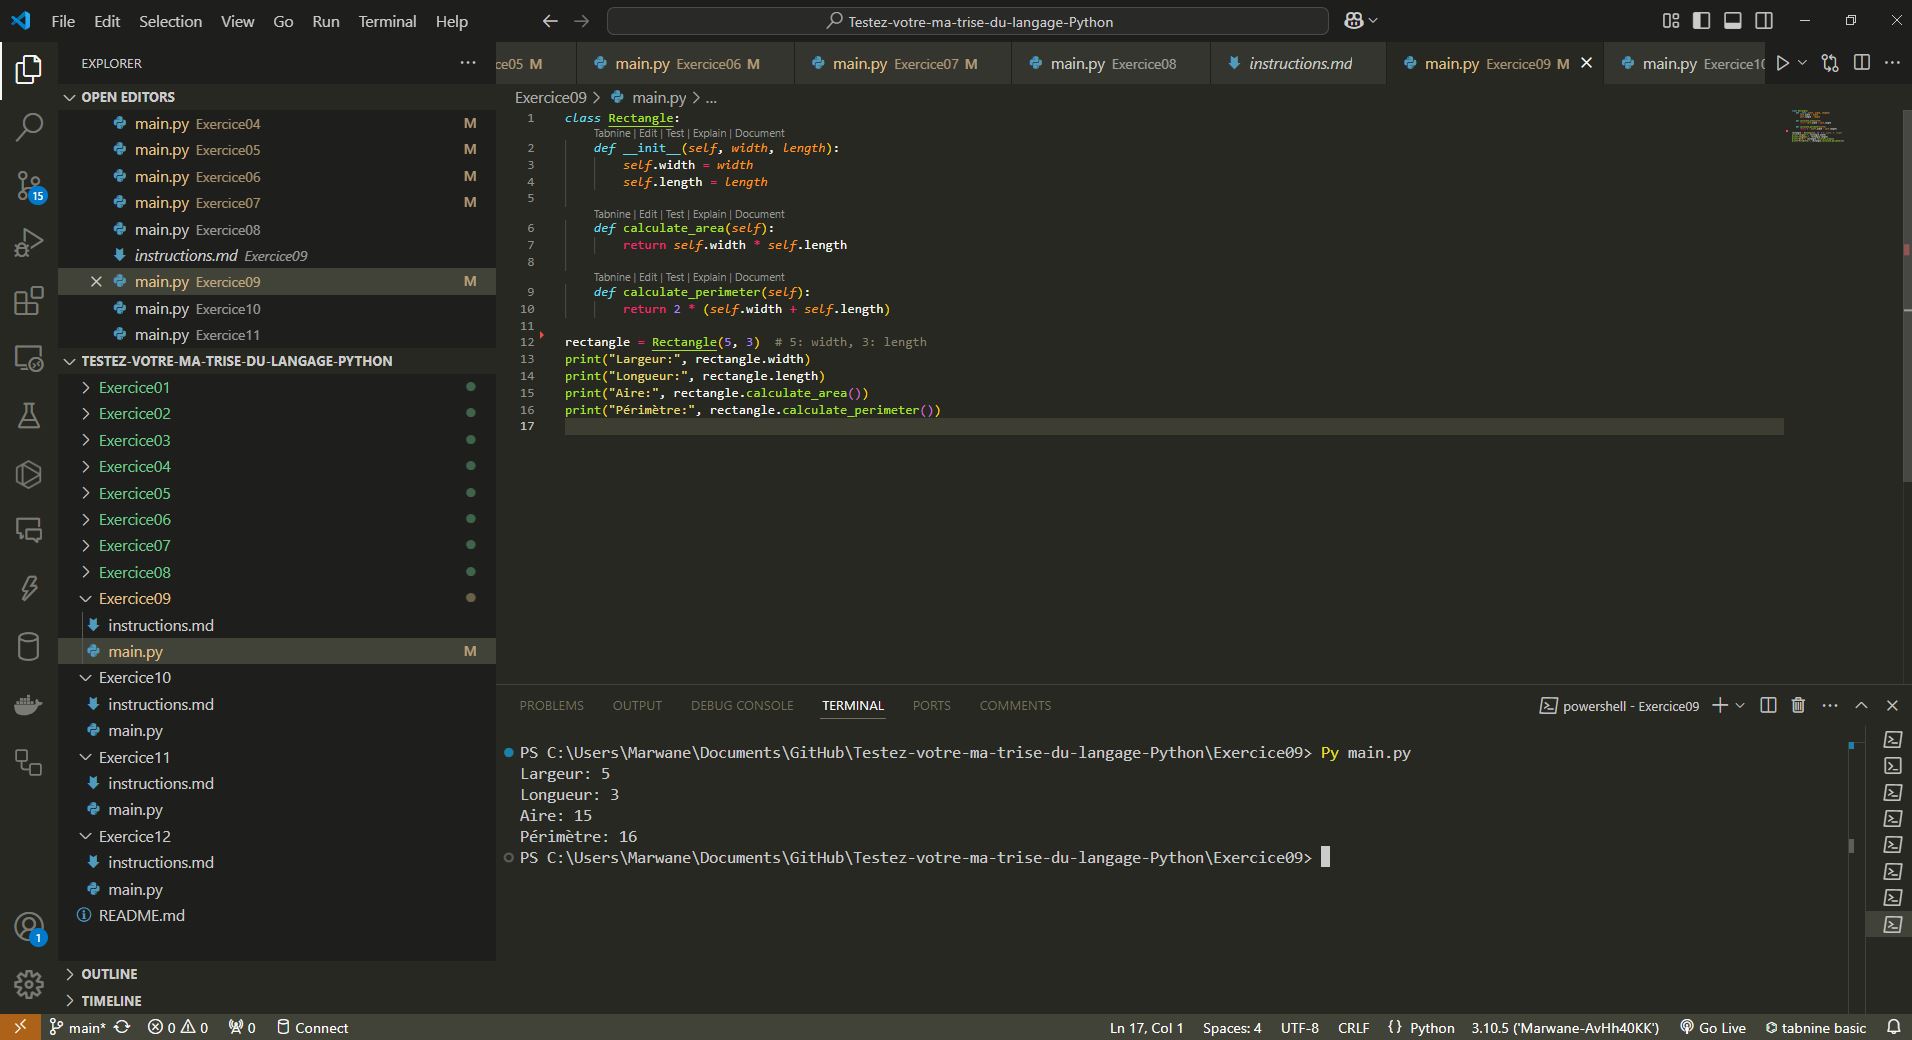 File Edit Selection View Go Run Terminal Help
Testez-votre-ma-trise-du-langage-Python
EXPLORER
OPEN EDITORS
main.py Exercice04 M
main.py Exercice05 M
main.py Exercice06 M
main.py Exercice07 M
main.py Exercice08
instructions.md Exercice09
main.py Exercice09 M
main.py Exercice10
main.py Exercice11
TESTEZ-VOTRE-MA-TRISE-DU-LANGAGE-PYTHON
Exercice01
Exercice02
Exercice03
Exercice04
Exercice05
Exercice06
Exercice07
Exercice08
Exercice09
instructions.md
main.py M
Exercice10
instructions.md
main.py
Exercice11
instructions.md
main.py
Exercice12
instructions.md
main.py
README.md
OUTLINE
TIMELINE
15
1
ce05 M main.py Exercice06 M main.py Exercice07 M main.py Exercice08 instructions.md main.py Exercice09 M main.py Exercice10
Exercice09 > main.py > ...
1 class Rectangle:
Tabnine | Edit | Test | Explain | Document
2 def __init__(self, width, length):
3 self.width = width
4 self.length = length
5
Tabnine | Edit | Test | Explain | Document
6 def calculate_area(self):
7 return self.width * self.length
8
Tabnine | Edit | Test | Explain | Document
9 def calculate_perimeter(self):
10 return 2 * (self.width + self.length)
11
12 rectangle = Rectangle(5, 3) # 5: width, 3: length
13 print("Largeur:", rectangle.width)
14 print("Longueur:", rectangle.length)
15 print("Aire:", rectangle.calculate_area())
16 print("Périmètre:", rectangle.calculate_perimeter())
17
PROBLEMS OUTPUT DEBUG CONSOLE TERMINAL PORTS COMMENTS
powershell - Exercice09
PS C:\Users\Marwane\Documents\GitHub\Testez-votre-ma-trise-du-langage-Python\Exercice09> Py main.py
Largeur: 5
Longueur: 3
Aire: 15
Périmètre: 16
PS C:\Users\Marwane\Documents\GitHub\Testez-votre-ma-trise-du-langage-Python\Exercice09>
main* 0 0 0 Connect
Ln 17, Col 1 Spaces: 4 UTF-8 CRLF {} Python 3.10.5 ('Marwane-AvHh40KK') Go Live tabnine basic